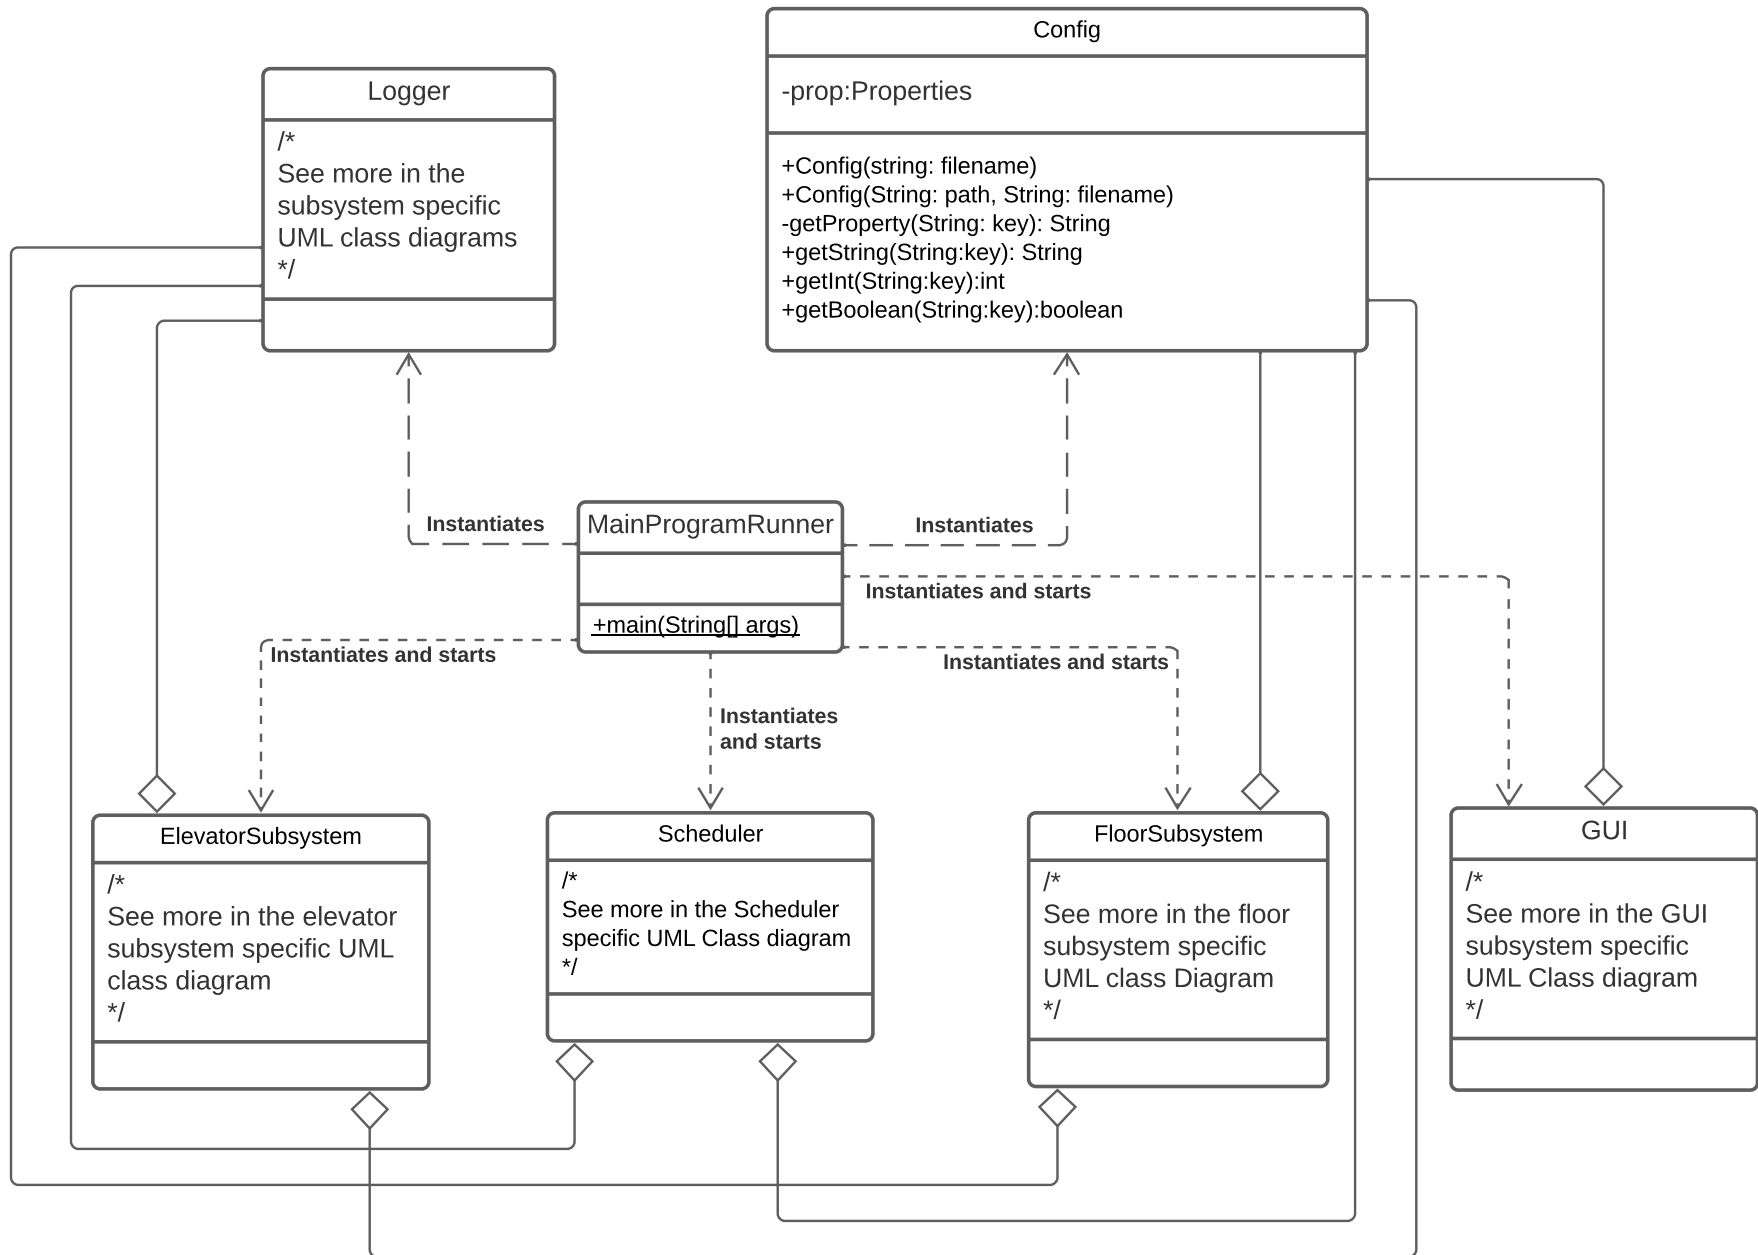 Config
-prop:Properties
+Config(string: filename)
+Config(String: path, String: filename)
-getProperty(String: key): String
+getString(String:key): String
+getInt(String:key):int
+getBoolean(String:key):boolean
Logger
/*
See more in the
subsystem specific
UML class diagrams
*/
Instantiates
MainProgramRunner
+main(String[] args)
Instantiates
Instantiates and starts
Instantiates and starts
Instantiates
and starts
Instantiates and starts
ElevatorSubsystem
/*
See more in the elevator
subsystem specific UML
class diagram
*/
Scheduler
/*
See more in the Scheduler
specific UML Class diagram
*/
FloorSubsystem
/*
See more in the floor
subsystem specific
UML class Diagram
*/
GUI
/*
See more in the GUI
subsystem specific
UML Class diagram
*/